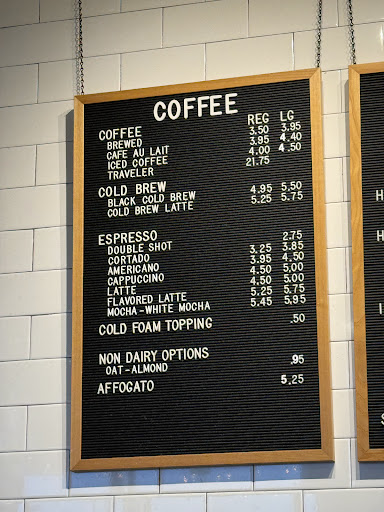 COFFEE
COFFEE REG LG
BREWED 3.50 3.95
CAFE AU LAIT 3.95 4.40
ICED COFFEE 4.00 4.50
TRAVELER 21.75
COLD BREW
BLACK COLD BREW 4.95 5.50
COLD BREW LATTE 5.25 5.75
ESPRESSO
DOUBLE SHOT 2.75
CORTADO 3.25 3.85
AMERICANO 3.95 4.50
CAPPUCCINO 4.50 5.00
LATTE 4.50 5.00
FLAVORED LATTE 5.25 5.75
MOCHA-WHITE MOCHA 5.45 5.95
COLD FOAM TOPPING .50
NON DAIRY OPTIONS
OAT-ALMOND .95
AFFOGATO 5.25